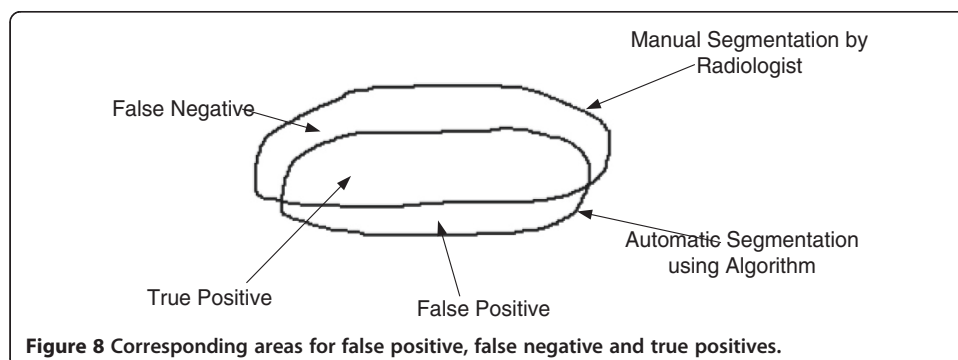 Manual Segmentation by
Radiologist
False Negative
Automatic Segmentation
using Algorithm
True Positive
False Positive
Figure 8 Corresponding areas for false positive, false negative and true positives.